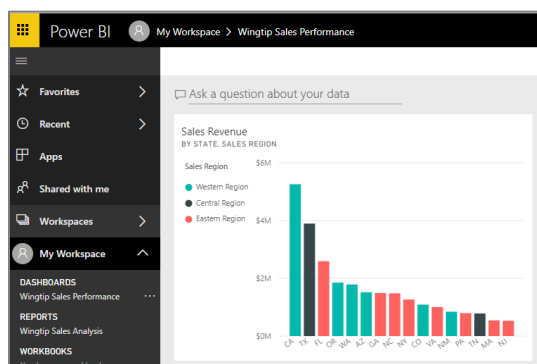 Power BI
My Workspace > Wingtip Sales Performance
Favorites
Recent
Apps
Shared with me
Workspaces
My Workspace
DASHBOARDS
Wingtip Sales Performance ...
REPORTS
Wingtip Sales Analysis
WORKBOOKS
Ask a question about your data
Sales Revenue
BY STATE, SALES REGION
Sales Region
Western Region
Central Region
Eastern Region
$6M
$4M
$2M
$0M
CA TX FL OR WA AZ GA NC NY CO VA NM PA TN MA NJ